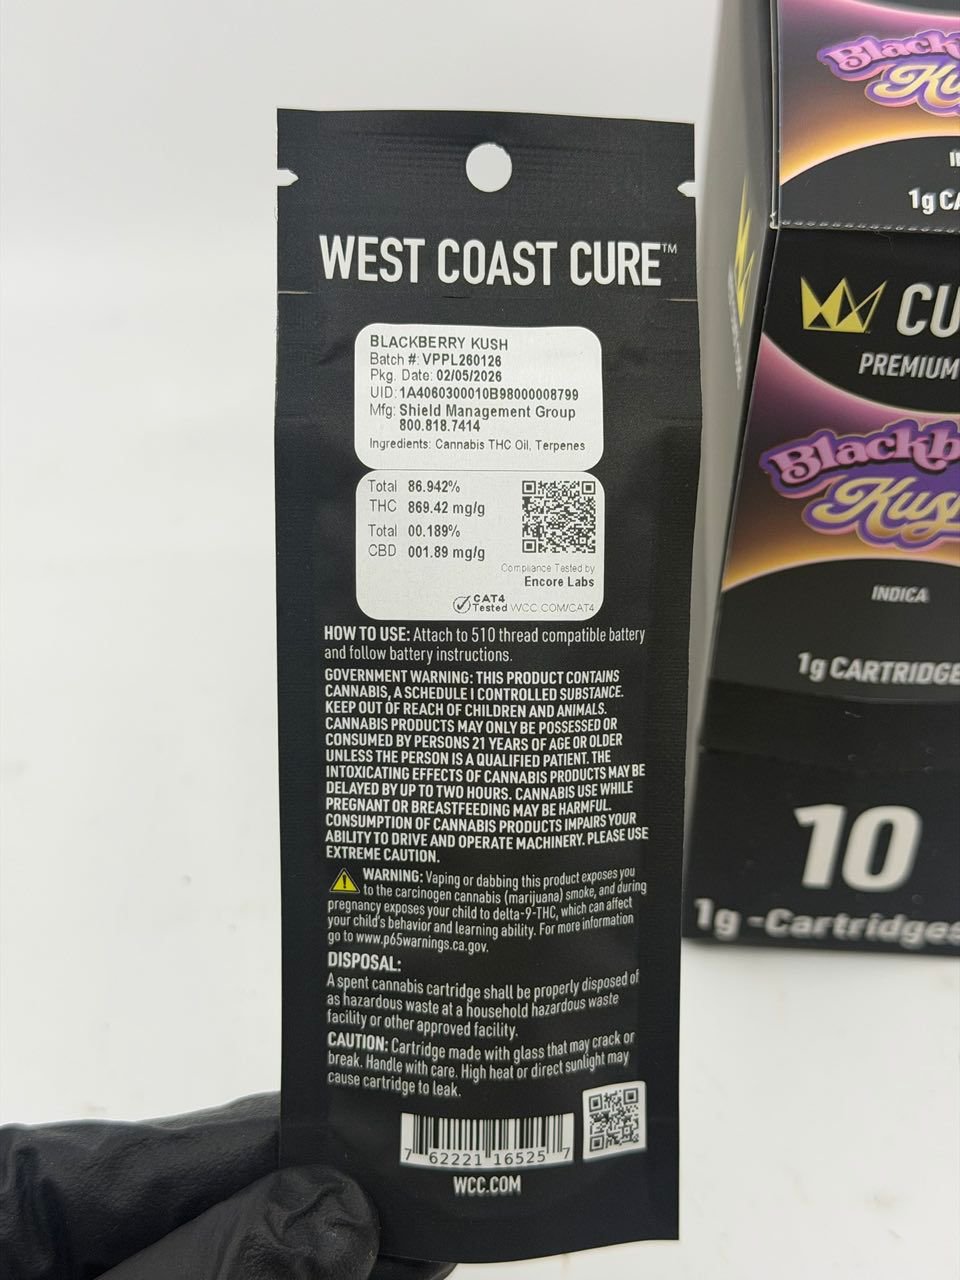 WEST COAST CURE™
BLACKBERRY KUSH
Batch #: VPPL260126
Pkg. Date: 02/05/2026
UID: 1A4060300010B98000008799
Mfg: Shield Management Group
800.818.7414
Ingredients: Cannabis THC Oil, Terpenes
Total 86.942%
THC 869.42 mg/g
Total 00.189%
CBD 001.89 mg/g
Compliance Tested by
Encore Labs
CAT4
Tested WCC.COM/CAT4
HOW TO USE: Attach to 510 thread compatible battery
and follow battery instructions.
GOVERNMENT WARNING: THIS PRODUCT CONTAINS
CANNABIS, A SCHEDULE I CONTROLLED SUBSTANCE.
KEEP OUT OF REACH OF CHILDREN AND ANIMALS.
CANNABIS PRODUCTS MAY ONLY BE POSSESSED OR
CONSUMED BY PERSONS 21 YEARS OF AGE OR OLDER
UNLESS THE PERSON IS A QUALIFIED PATIENT. THE
INTOXICATING EFFECTS OF CANNABIS PRODUCTS MAY BE
DELAYED BY UP TO TWO HOURS. CANNABIS USE WHILE
PREGNANT OR BREASTFEEDING MAY BE HARMFUL.
CONSUMPTION OF CANNABIS PRODUCTS IMPAIRS YOUR
ABILITY TO DRIVE AND OPERATE MACHINERY. PLEASE USE
EXTREME CAUTION.
WARNING: Vaping or dabbing this product exposes you
to the carcinogen cannabis (marijuana) smoke, and during
pregnancy exposes your child to delta-9-THC, which can affect
your child's behavior and learning ability. For more information
go to www.p65warnings.ca.gov.
DISPOSAL:
A spent cannabis cartridge shall be properly disposed of
as hazardous waste at a household hazardous waste
facility or other approved facility.
CAUTION: Cartridge made with glass that may crack or
break. Handle with care. High heat or direct sunlight may
cause cartridge to leak.
7 62221 16525 7
WCC.COM
Black
Ku
1g CA
CU
PREMIUM
Blackb
Kus
INDICA
1g CARTRIDGE
10
1g -Cartridges